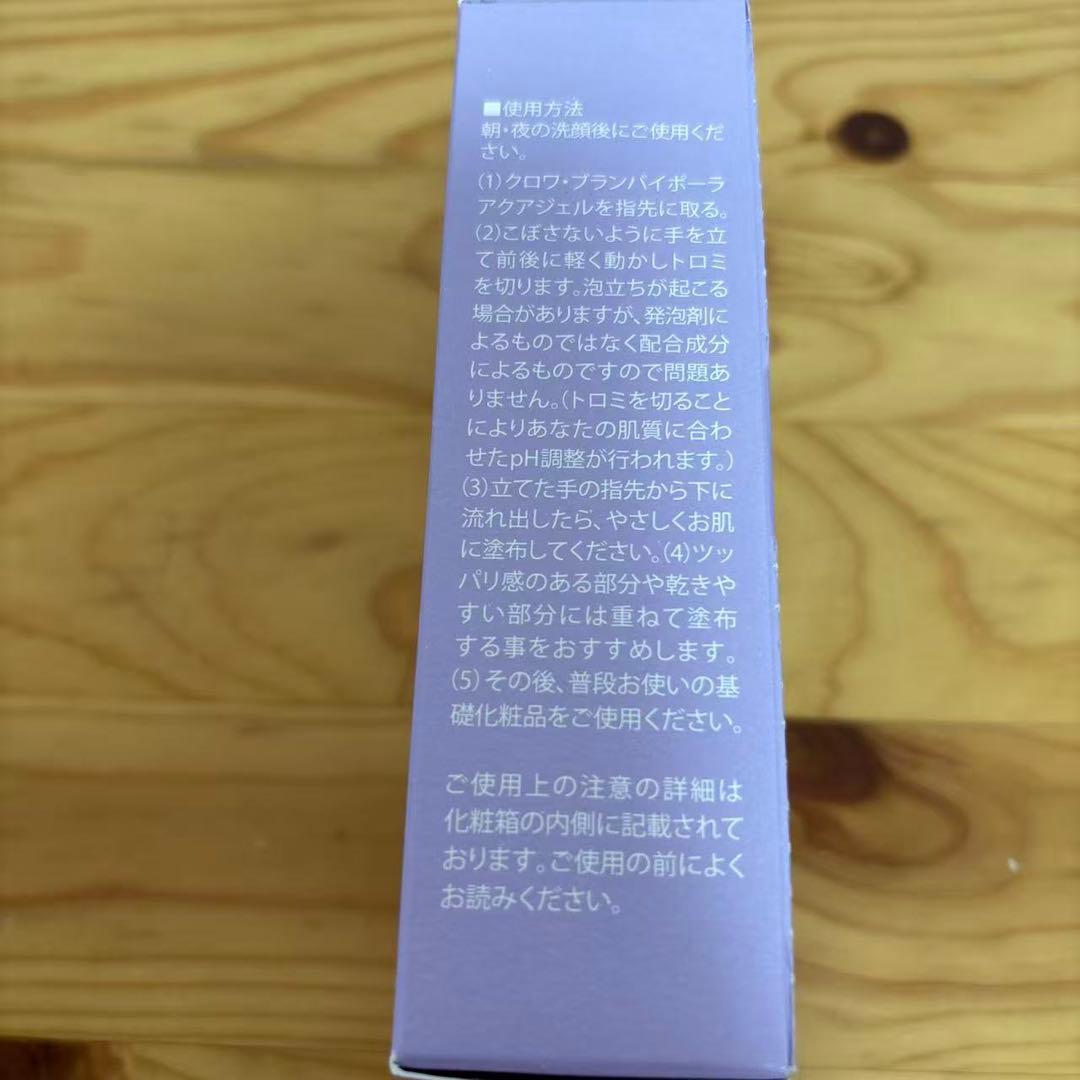 ■使用方法
朝・夜の洗顔後にご使用くだ
さい。
(1)クロワ・ブランバイポーラ
アクアジェルを指先に取る。
(2)こぼさないように手を立
て前後に軽く動かしトロミ
を切ります。泡立ちが起こる
場合がありますが、発泡剤に
よるものではなく配合成分
によるものですので問題あ
りません。(トロミを切ること
によりあなたの肌質に合わ
せたpH調整が行われます。)
(3)立てた手の指先から下に
流れ出したら、やさしくお肌
に塗布してください。(4)ツッ
パリ感のある部分や乾きや
すい部分には重ねて塗布
する事をおすすめします。
(5)その後、普段お使いの基
礎化粧品をご使用ください。
ご使用上の注意の詳細は
化粧箱の内側に記載されて
おります。ご使用の前によく
お読みください。